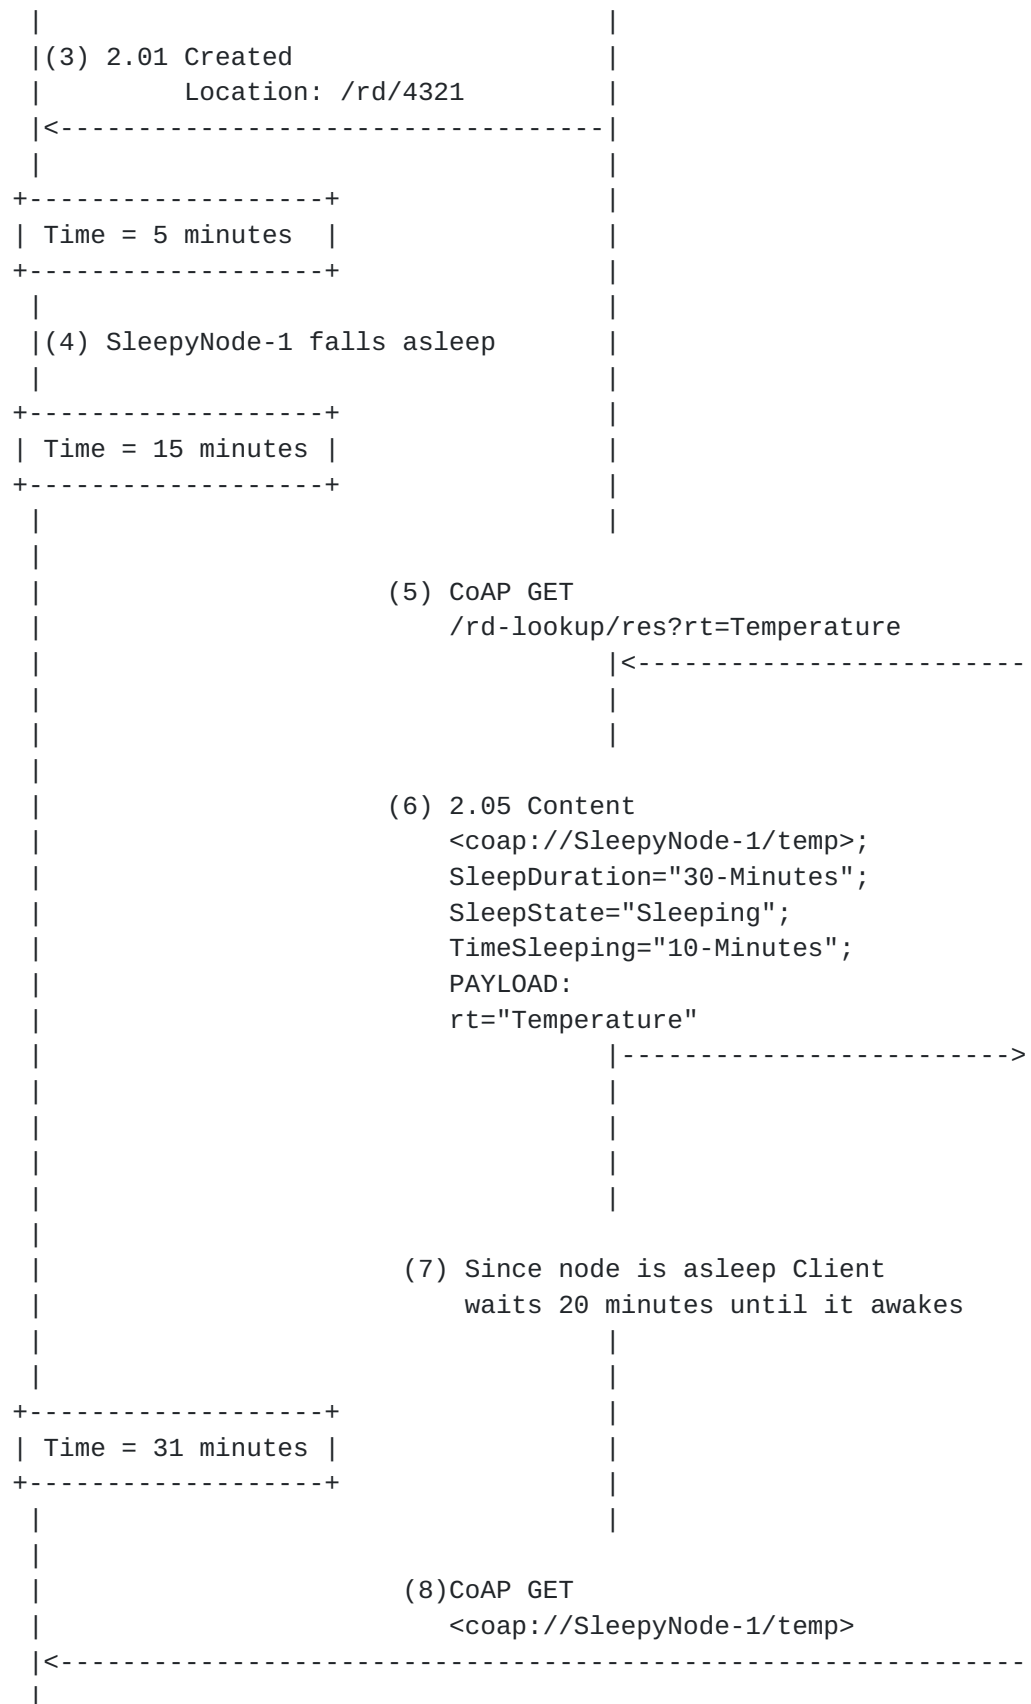 (3) 2.01 Created
Location: /rd/4321
Time = 5 minutes
(4) SleepyNode-1 falls asleep
Time = 15 minutes
(5) CoAP GET
/rd-lookup/res?rt=Temperature
(6) 2.05 Content
<coap://SleepyNode-1/temp>;
SleepDuration="30-Minutes";
SleepState="Sleeping";
TimeSleeping="10-Minutes";
PAYLOAD:
rt="Temperature"
(7) Since node is asleep Client
waits 20 minutes until it awakes
Time = 31 minutes
(8)CoAP GET
<coap://SleepyNode-1/temp>